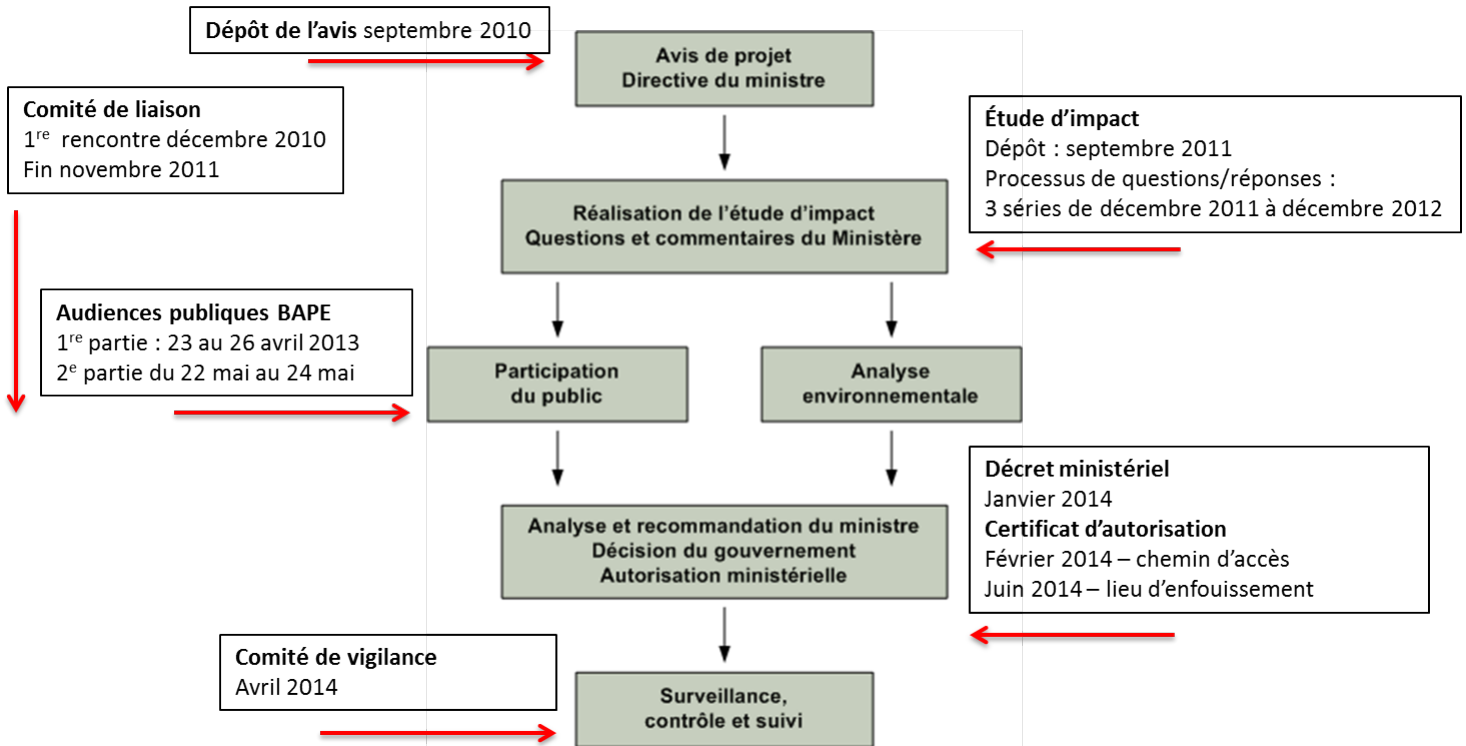 Dépôt de l'avis septembre 2010
Avis de projet
Directive du ministre
Comité de liaison
1re rencontre décembre 2010
Fin novembre 2011
Étude d'impact
Dépôt : septembre 2011
Processus de questions/réponses :
3 séries de décembre 2011 à décembre 2012
Réalisation de l'étude d'impact
Questions et commentaires du Ministère
Audiences publiques BAPE
1re partie : 23 au 26 avril 2013
2e partie du 22 mai au 24 mai
Participation
du public
Analyse
environnementale
Décret ministériel
Janvier 2014
Certificat d'autorisation
Février 2014 – chemin d'accès
Juin 2014 – lieu d'enfouissement
Analyse et recommandation du ministre
Décision du gouvernement
Autorisation ministérielle
Comité de vigilance
Avril 2014
Surveillance,
contrôle et suivi